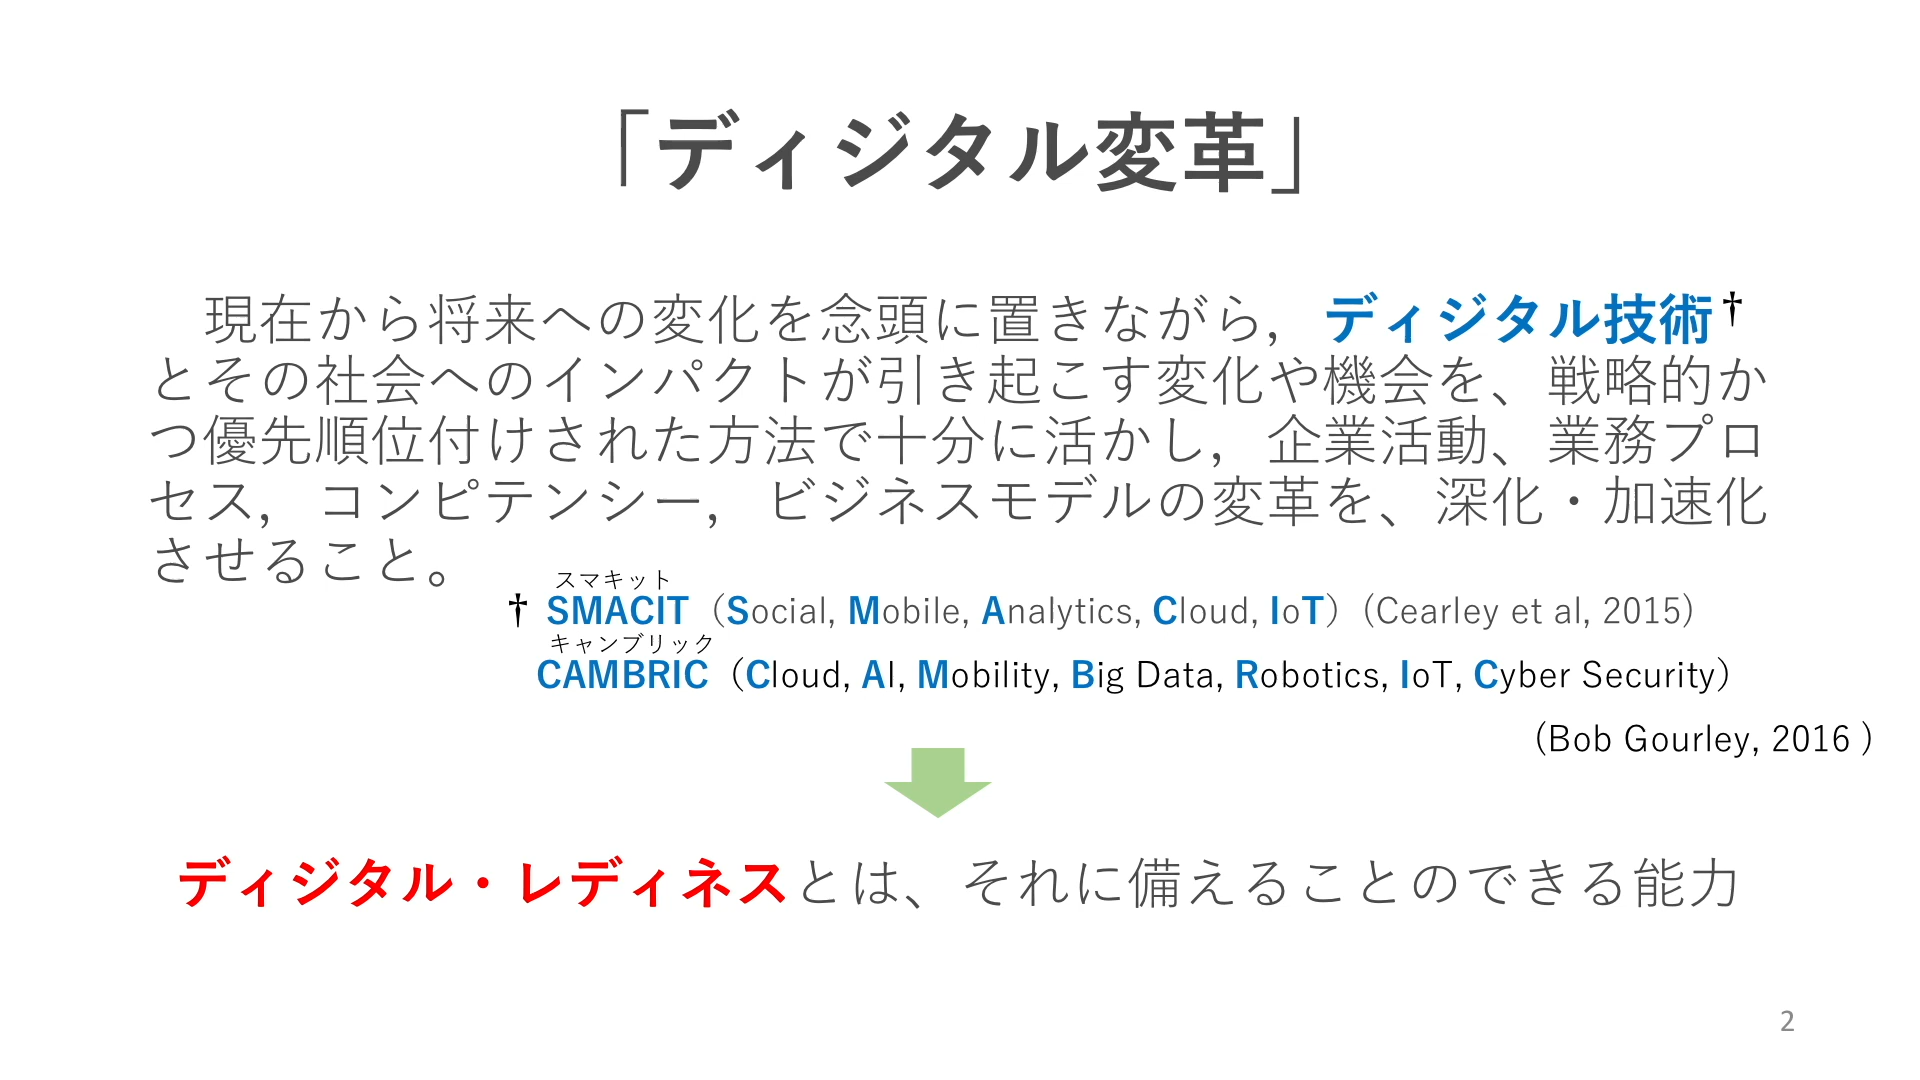 「ディジタル変革」
現在から将来への変化を念頭に置きながら，ディジタル技術†
とその社会へのインパクトが引き起こす変化や機会を、戦略的か
つ優先順位付けされた方法で十分に活かし，企業活動、業務プロ
セス，コンピテンシー，ビジネスモデルの変革を、深化・加速化
させること。
スマキット
† SMACIT（Social, Mobile, Analytics, Cloud, IoT）(Cearley et al, 2015)
キャンブリック
CAMBRIC（Cloud, AI, Mobility, Big Data, Robotics, IoT, Cyber Security）
(Bob Gourley, 2016 )
ディジタル・レディネスとは、それに備えることのできる能力
2